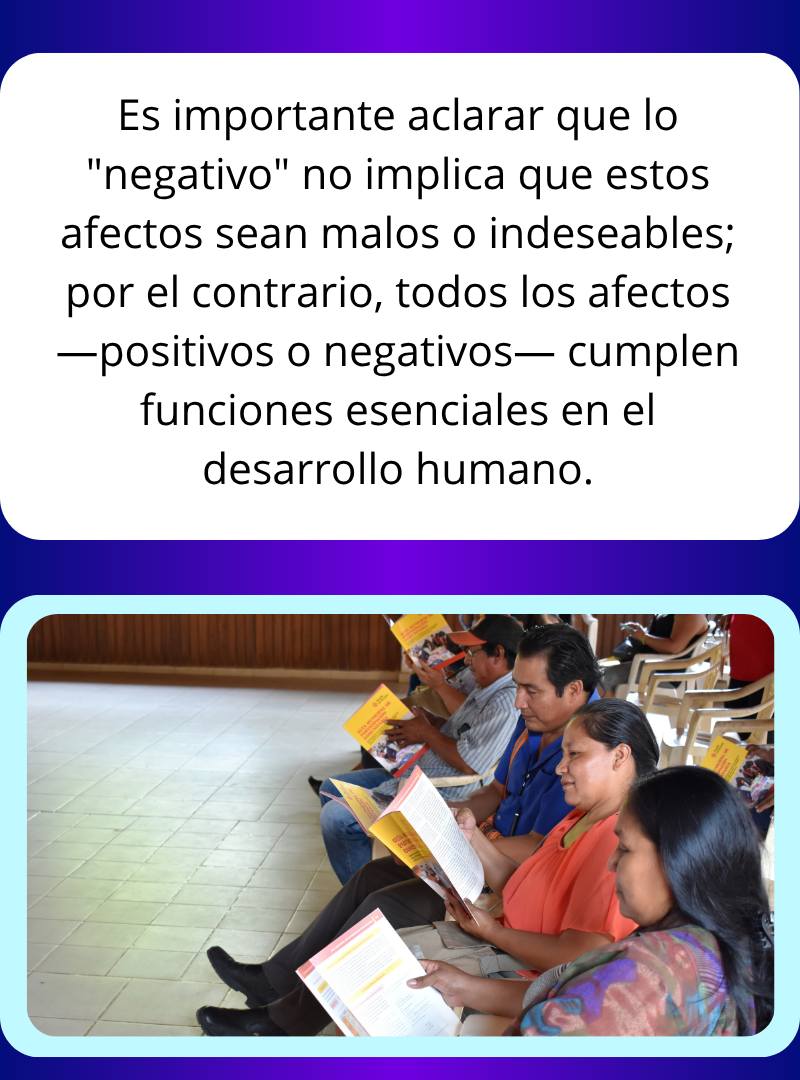 Es importante aclarar que lo
"negativo" no implica que estos
afectos sean malos o indeseables;
por el contrario, todos los afectos
—positivos o negativos— cumplen
funciones esenciales en el
desarrollo humano.